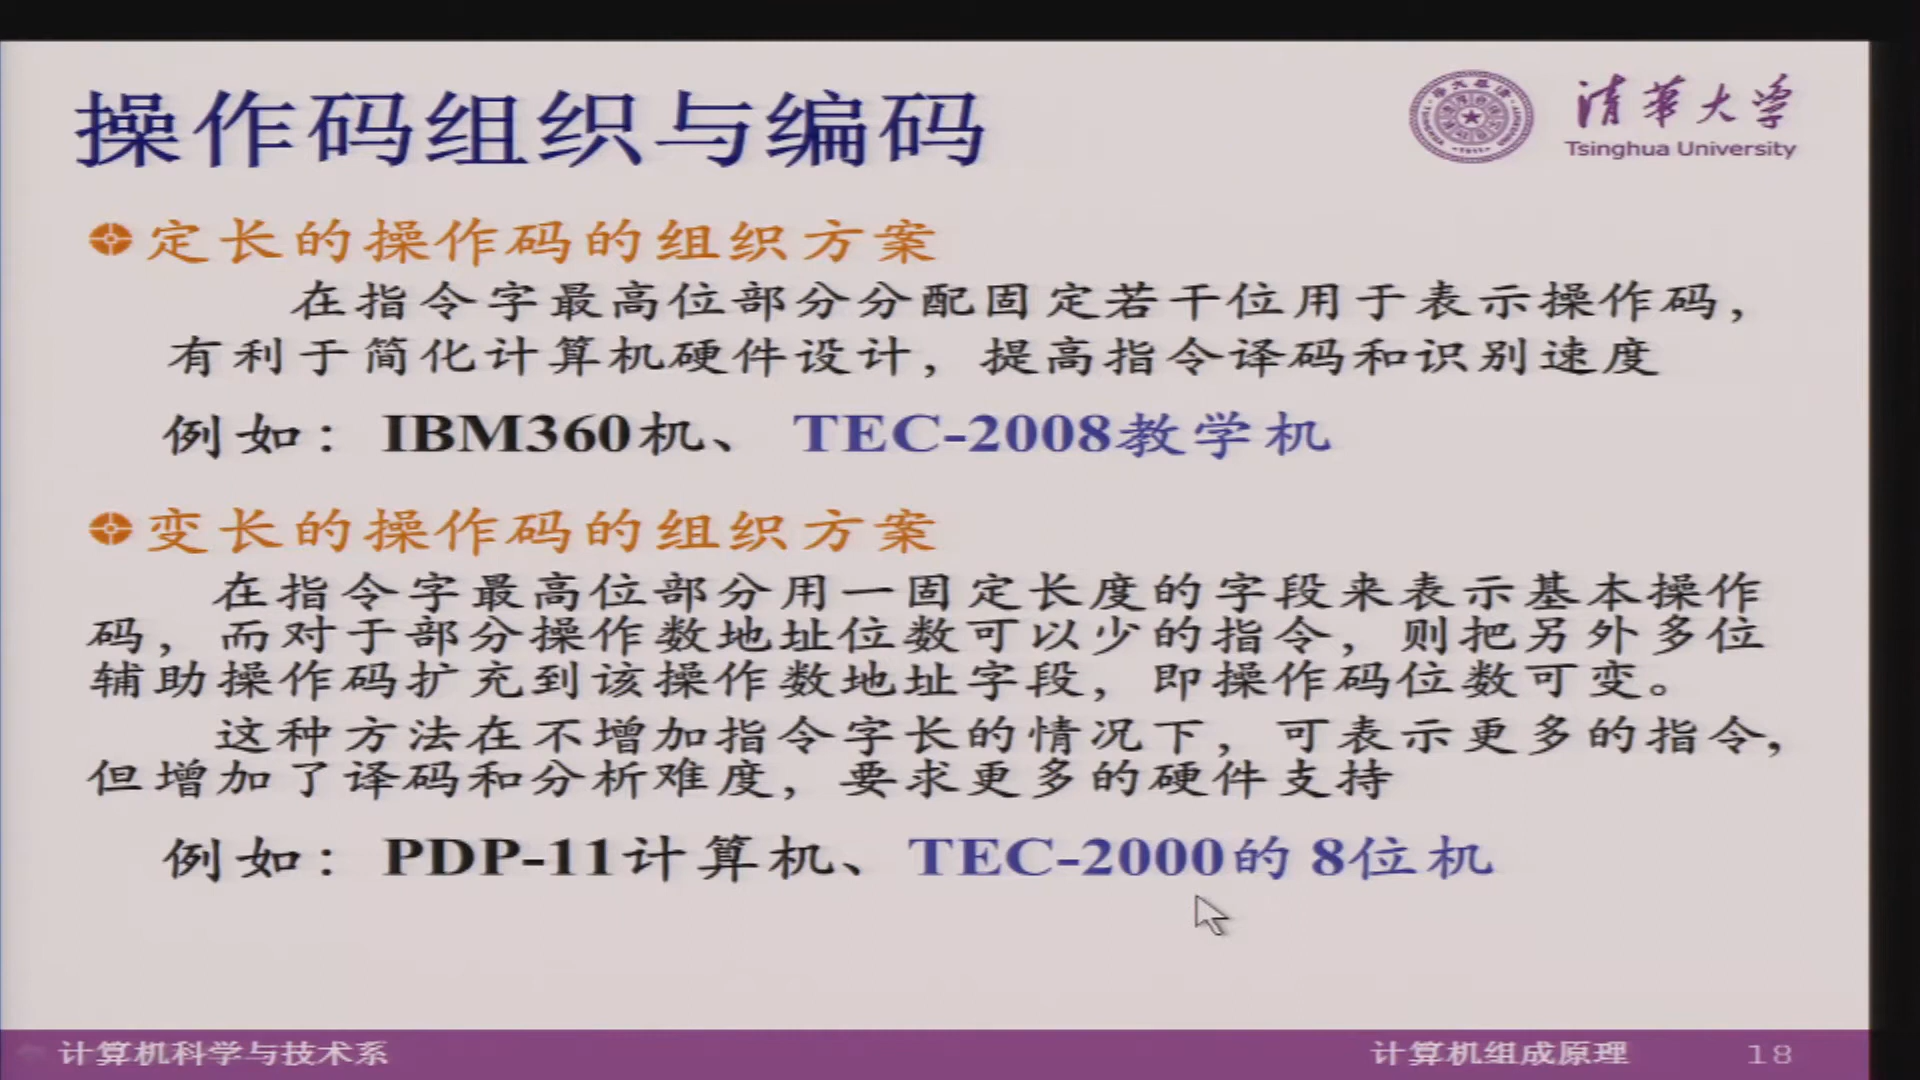 操作码组织与编码
清华大学
Tsinghua University
定长的操作码的组织方案
在指令字最高位部分分配固定若干位用于表示操作码，
有利于简化计算机硬件设计，提高指令译码和识别速度
例如：IBM360机、TEC-2008教学机
变长的操作码的组织方案
在指令字最高位部分用一固定长度的字段来表示基本操作
码，而对于部分操作数地址位数可以少的指令，则把另外多位
辅助操作码扩充到该操作数地址字段，即操作码位数可变。
这种方法在不增加指令字长的情况下，可表示更多的指令，
但增加了译码和分析难度，要求更多的硬件支持
例如：PDP-11计算机、TEC-2000的 8位机
计算机科学与技术系
计算机组成原理 18